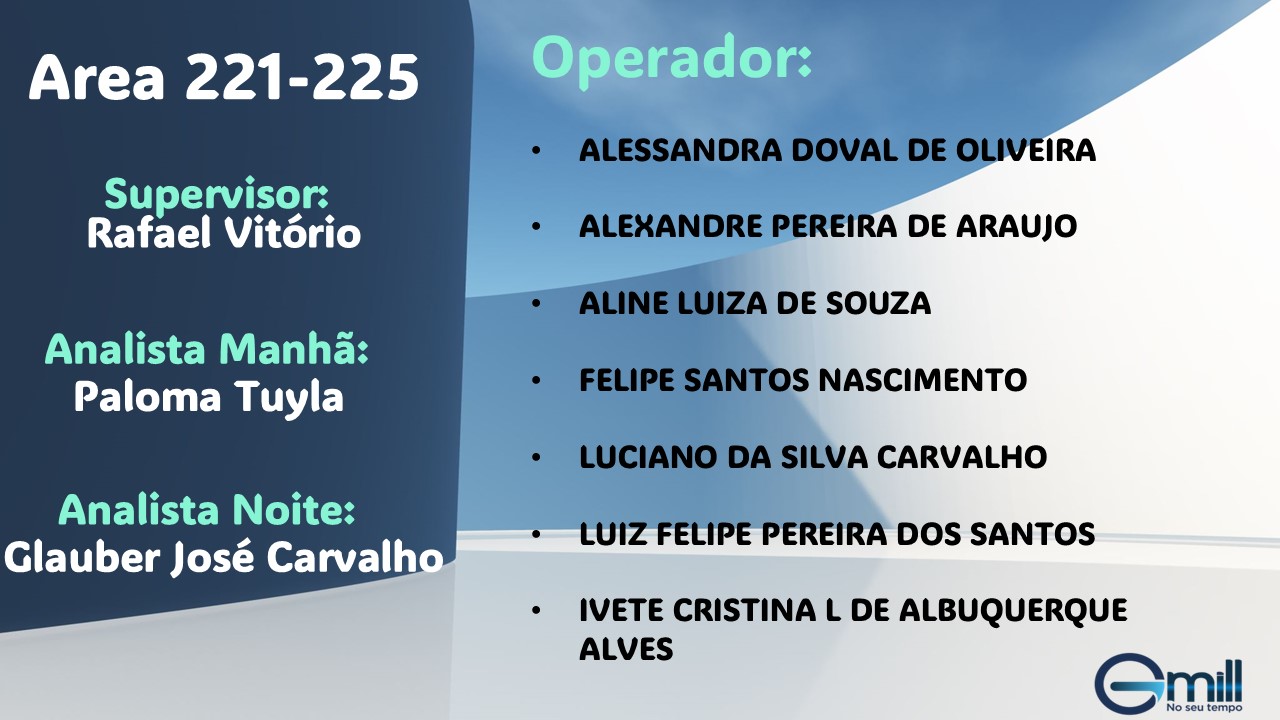 Area 221-225
Supervisor:
Rafael Vitório
Analista Manhã:
Paloma Tuyla
Analista Noite:
Glauber José Carvalho
Operador:
• ALESSANDRA DOVAL DE OLIVEIRA
• ALEXANDRE PEREIRA DE ARAUJO
• ALINE LUIZA DE SOUZA
• FELIPE SANTOS NASCIMENTO
• LUCIANO DA SILVA CARVALHO
• LUIZ FELIPE PEREIRA DOS SANTOS
• IVETE CRISTINA L DE ALBUQUERQUE
ALVES
Gmill
No seu tempo